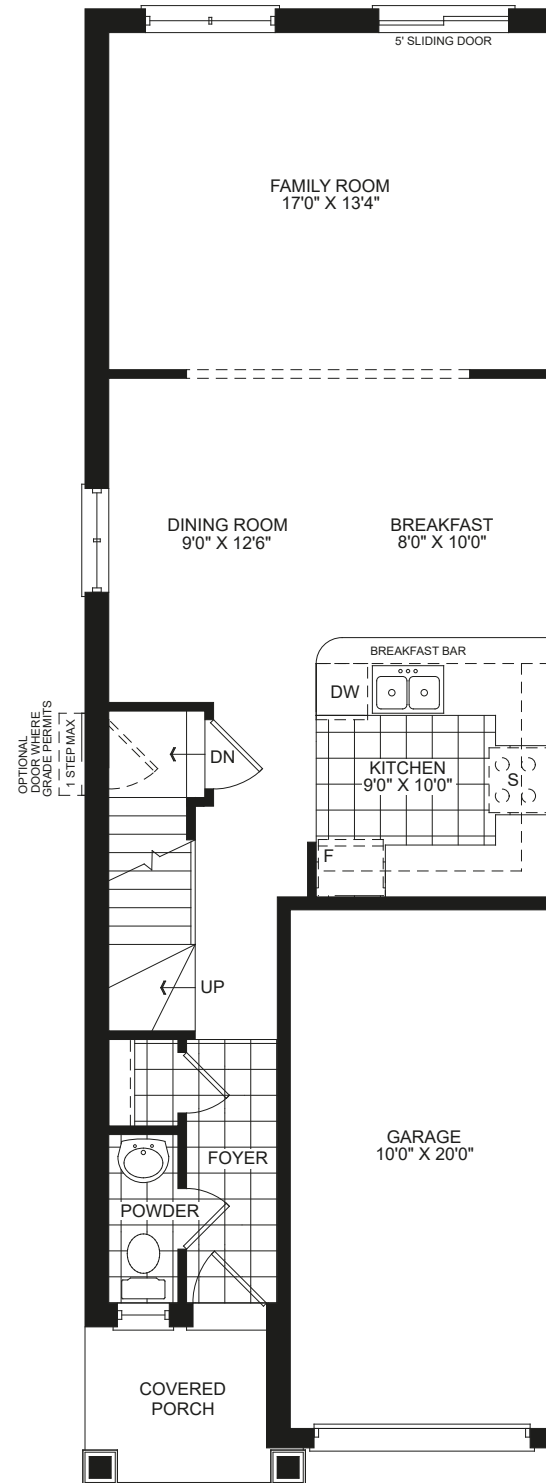 5' SLIDING DOOR
FAMILY ROOM
17'0" X 13'4"
DINING ROOM
9'0" X 12'6"
BREAKFAST
8'0" X 10'0"
BREAKFAST BAR
DW
OPTIONAL
DOOR WHERE
GRADE PERMITS
1 STEP MAX
DN
KITCHEN
9'0" X 10'0"
S
F
UP
FOYER
GARAGE
10'0" X 20'0"
POWDER
COVERED
PORCH